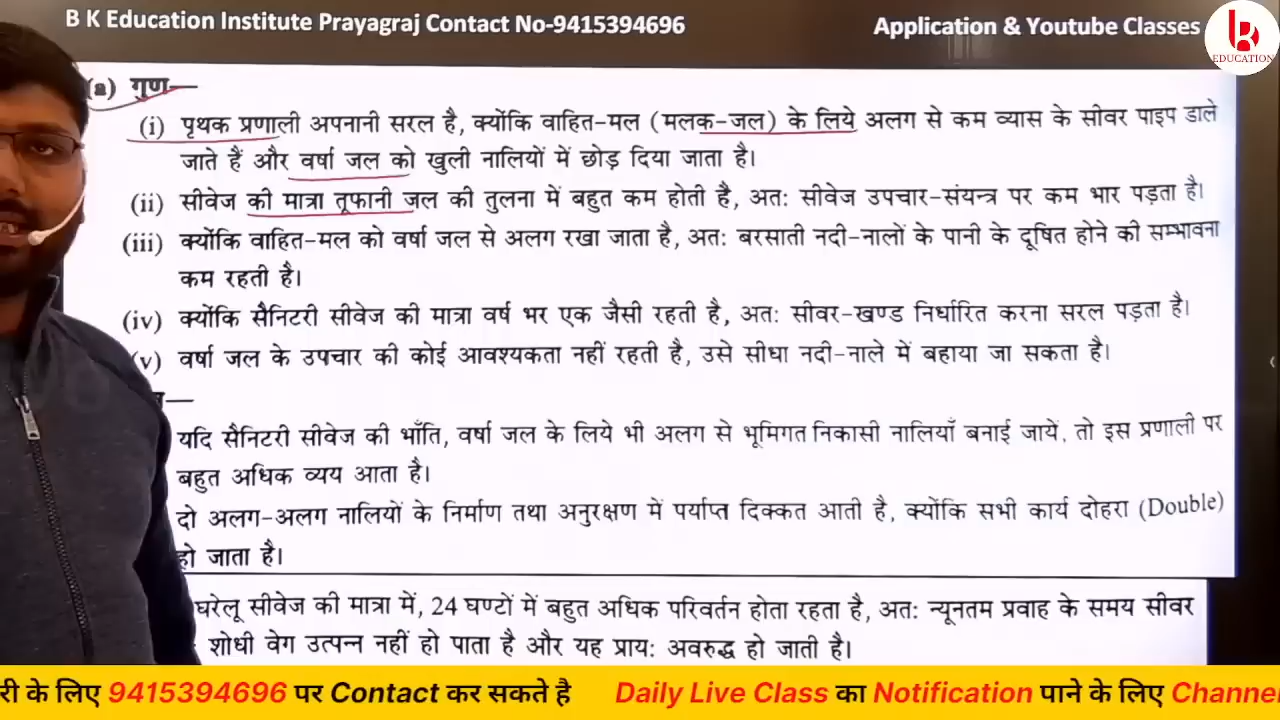 B K Education Institute Prayagraj Contact No-9415394696
Application & Youtube Classes
EDUCATION
(a) गुण—
(i) पृथक प्रणाली अपनानी सरल है, क्योंकि वाहित-मल (मलक-जल) के लिये अलग से कम व्यास के सीवर पाइप डाले
जाते हैं और वर्षा जल को खुली नालियों में छोड़ दिया जाता है।
(ii) सीवेज की मात्रा तूफानी जल की तुलना में बहुत कम होती है, अतः सीवेज उपचार-संयन्त्र पर कम भार पड़ता है।
(iii) क्योंकि वाहित-मल को वर्षा जल से अलग रखा जाता है, अतः बरसाती नदी-नालों के पानी के दूषित होने की सम्भावना
कम रहती है।
(iv) क्योंकि सैनिटरी सीवेज की मात्रा वर्ष भर एक जैसी रहती है, अतः सीवर-खण्ड निर्धारित करना सरल पड़ता है।
(v) वर्षा जल के उपचार की कोई आवश्यकता नहीं रहती है, उसे सीधा नदी-नाले में बहाया जा सकता है।
यदि सैनिटरी सीवेज की भाँति, वर्षा जल के लिये भी अलग से भूमिगत निकासी नालियाँ बनाई जायें, तो इस प्रणाली पर
बहुत अधिक व्यय आता है।
दो अलग-अलग नालियों के निर्माण तथा अनुरक्षण में पर्याप्त दिक्कत आती है, क्योंकि सभी कार्य दोहरा (Double)
हो जाता है।
घरेलू सीवेज की मात्रा में, 24 घण्टों में बहुत अधिक परिवर्तन होता रहता है, अतः न्यूनतम प्रवाह के समय सीवर
शोधी वेग उत्पन्न नहीं हो पाता है और यह प्रायः अवरुद्ध हो जाती है।
री के लिए 9415394696 पर Contact कर सकते है Daily Live Class का Notification पाने के लिए Channe